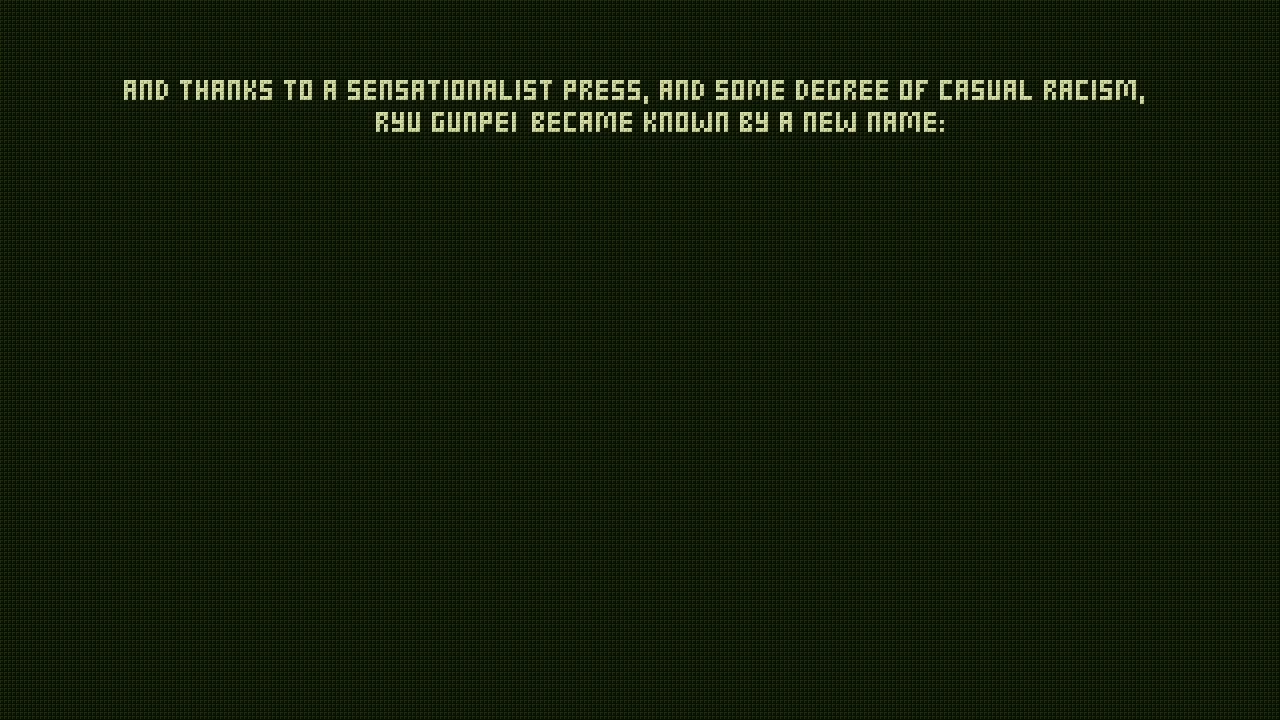 AND THANKS TO A SENSATIONALIST PRESS, AND SOME DEGREE OF CASUAL RACISM,
RYU GUNPEI BECAME KNOWN BY A NEW NAME: